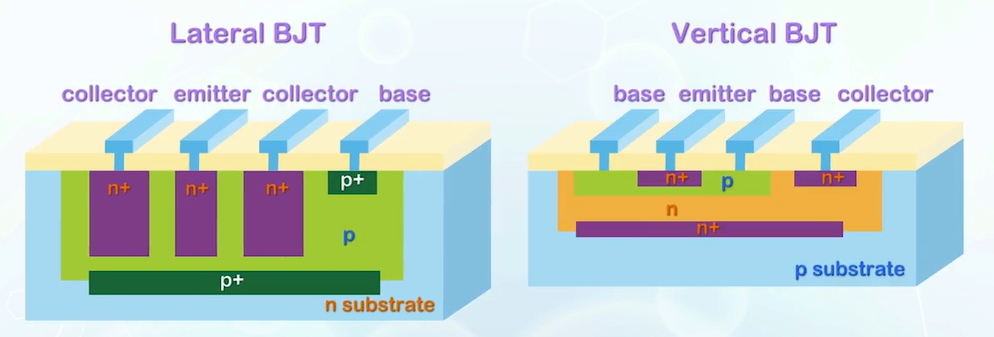 Lateral BJT
collector emitter collector base
n+ n+ n+ p+
p
p+
n substrate
Vertical BJT
base emitter base collector
n+ p n+
n
n+
p substrate